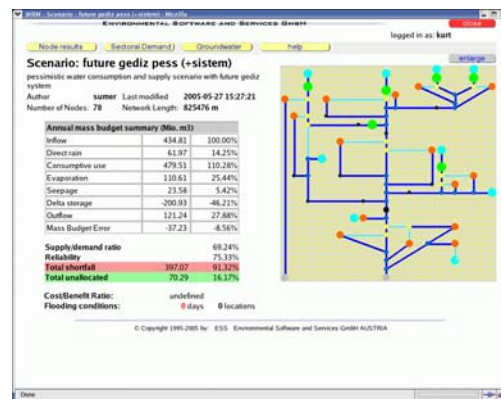 WRM - Scenario: future gediz pess (+sistem) - Mozilla
ENVIRONMENTAL SOFTWARE AND SERVICES GMBH
close
logged in as: kurt
Node results
Sectoral Demand
Groundwater
help
enlarge
Scenario: future gediz pess (+sistem)
pessimistic water consumption and supply scenario with future gediz
system
Author sumer Last modified 2005-05-27 15:27:21
Number of Nodes: 78 Network Length: 825476 m
Annual mass budget summary (Mio. m3)
Inflow 434.81 100.00%
Direct rain 61.97 14.25%
Consumptive use 479.51 110.28%
Evaporation 110.61 25.44%
Seepage 23.58 5.42%
Delta storage -200.93 -46.21%
Outflow 121.24 27.88%
Mass Budget Error -37.23 -8.56%
Supply/demand ratio 69.24%
Reliability 75.33%
Total shortfall 397.07 91.32%
Total unallocated 70.29 16.17%
Cost/Benefit Ratio: undefined
Flooding conditions: 0 days 0 locations
© Copyright 1995-2005 by ESS Environmental Software and Services GmbH AUSTRIA
Done